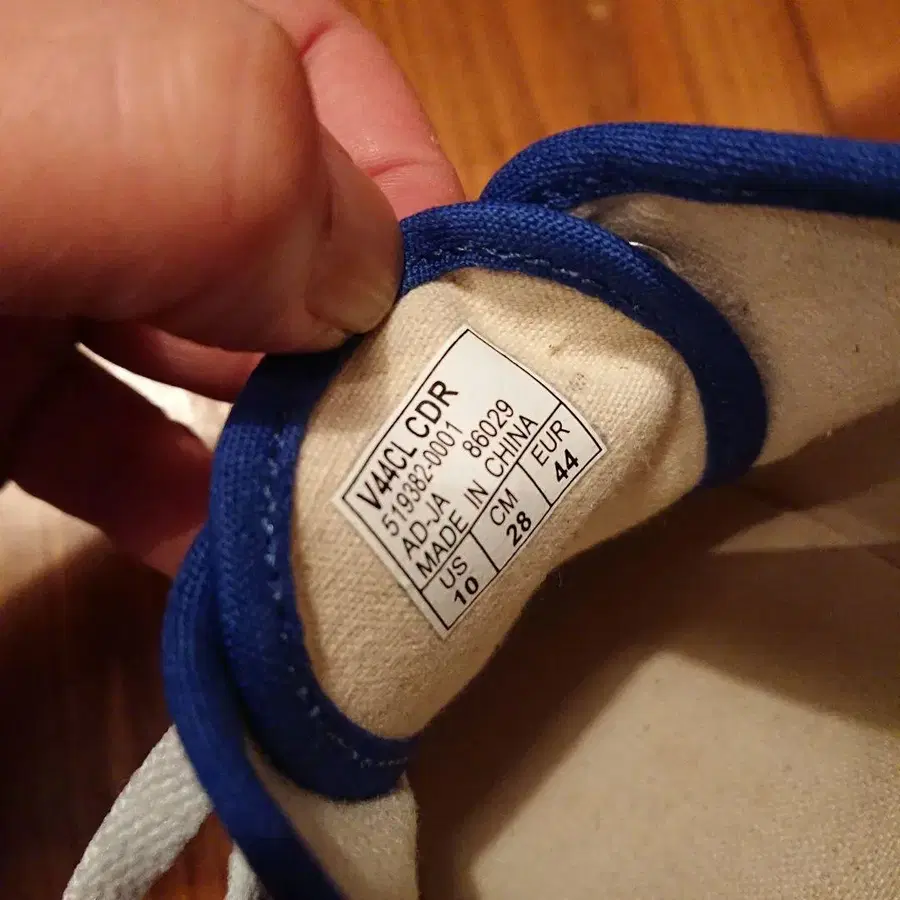 V44CL CDR
519382-0001
AD-JA 86029
MADE IN CHINA
US CM EUR
10 28 44